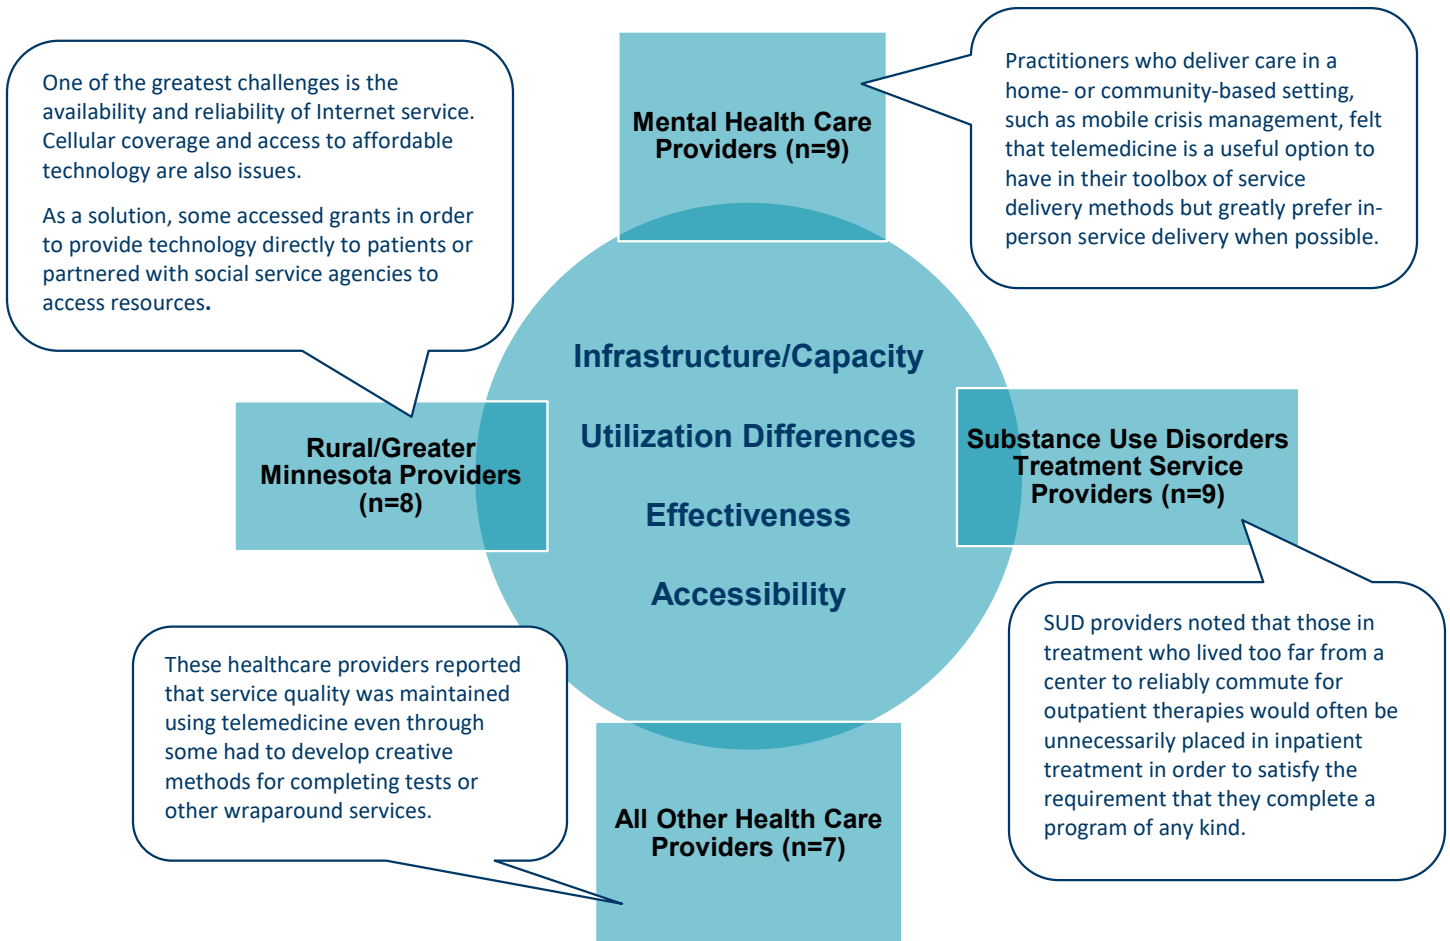 One of the greatest challenges is the
availability and reliability of Internet service.
Cellular coverage and access to affordable
technology are also issues.
As a solution, some accessed grants in order
to provide technology directly to patients or
partnered with social service agencies to
access resources.
Mental Health Care
Providers (n=9)
Practitioners who deliver care in a
home- or community-based setting,
such as mobile crisis management, felt
that telemedicine is a useful option to
have in their toolbox of service
delivery methods but greatly prefer in-
person service delivery when possible.
Infrastructure/Capacity
Utilization Differences
Effectiveness
Accessibility
Rural/Greater
Minnesota Providers
(n=8)
Substance Use Disorders
Treatment Service
Providers (n=9)
These healthcare providers reported
that service quality was maintained
using telemedicine even through
some had to develop creative
methods for completing tests or
other wraparound services.
All Other Health Care
Providers (n=7)
SUD providers noted that those in
treatment who lived too far from a
center to reliably commute for
outpatient therapies would often be
unnecessarily placed in inpatient
treatment in order to satisfy the
requirement that they complete a
program of any kind.